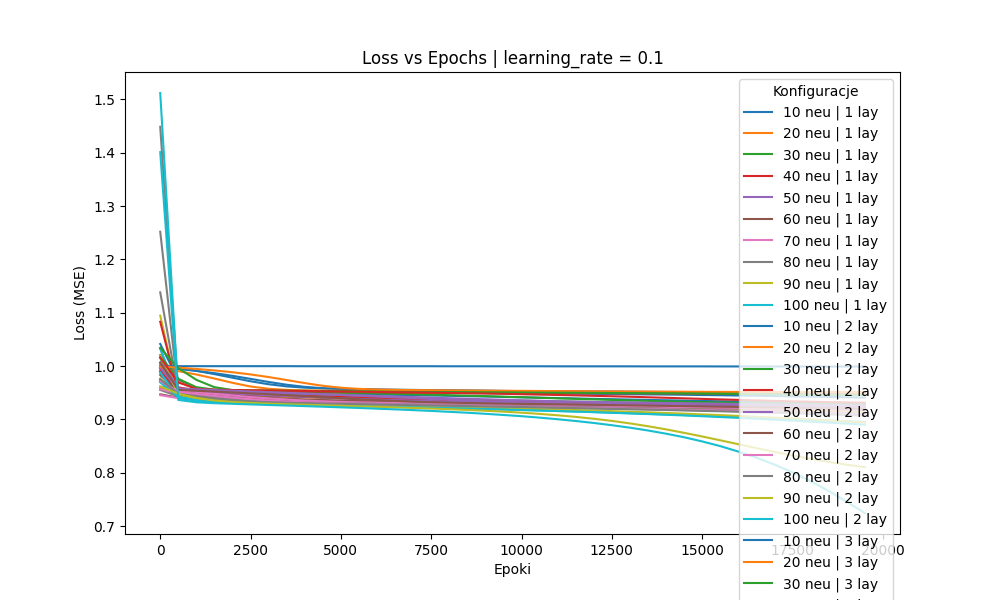 Loss vs Epochs | learning_rate = 0.1
Loss (MSE)
1.5
1.4
1.3
1.2
1.1
1.0
0.9
0.8
0.7
0
2500
5000
7500
10000
12500
15000
17500
20000
Epoki
Konfiguracje
10 neu | 1 lay
20 neu | 1 lay
30 neu | 1 lay
40 neu | 1 lay
50 neu | 1 lay
60 neu | 1 lay
70 neu | 1 lay
80 neu | 1 lay
90 neu | 1 lay
100 neu | 1 lay
10 neu | 2 lay
20 neu | 2 lay
30 neu | 2 lay
40 neu | 2 lay
50 neu | 2 lay
60 neu | 2 lay
70 neu | 2 lay
80 neu | 2 lay
90 neu | 2 lay
100 neu | 2 lay
10 neu | 3 lay
20 neu | 3 lay
30 neu | 3 lay